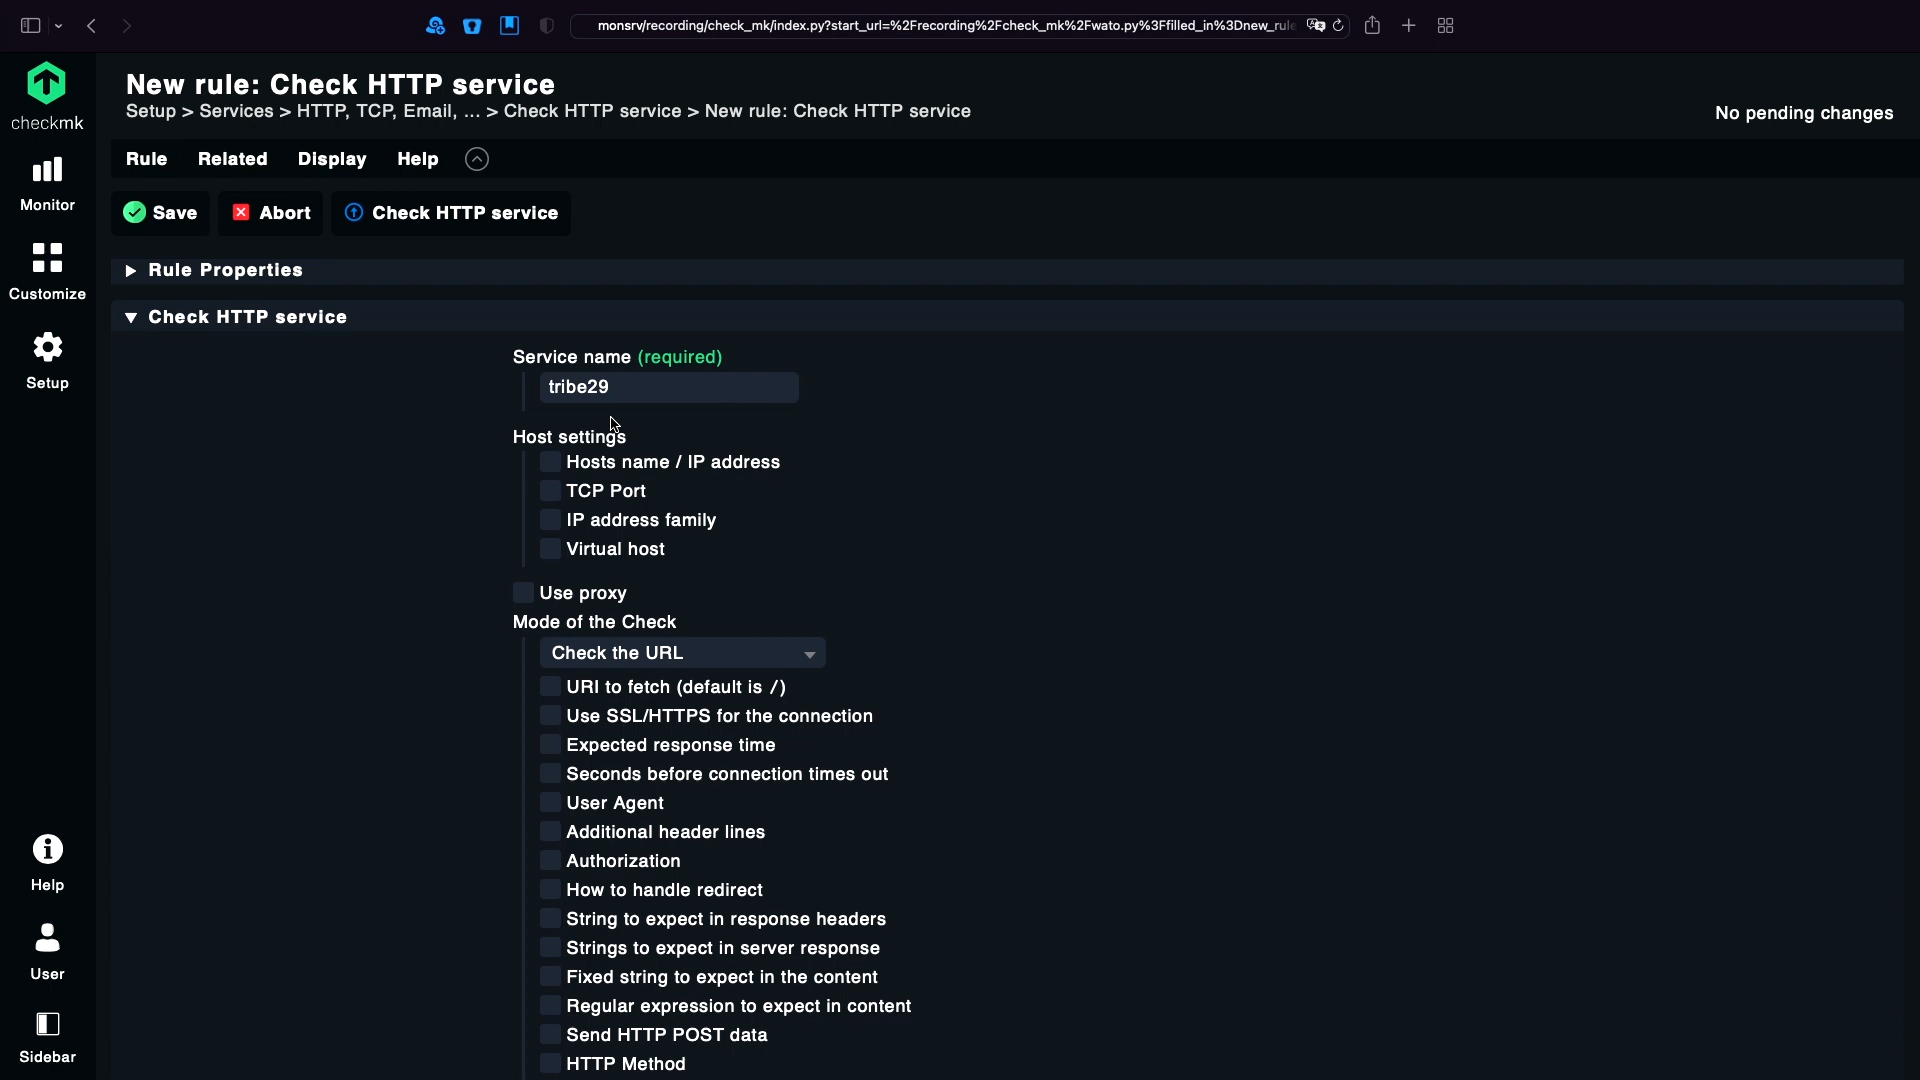 monsrv/recording/check_mk/index.py?start_url=%2Frecording%2Fcheck_mk%2Fwato.py%3Ffilled_in%3Dnew_rule
New rule: Check HTTP service
Setup > Services > HTTP, TCP, Email, ... > Check HTTP service > New rule: Check HTTP service
No pending changes
checkmk
Monitor
Customize
Setup
Rule Related Display Help
Save Abort Check HTTP service
Rule Properties
Check HTTP service
Service name (required)
tribe29
Host settings
Hosts name / IP address
TCP Port
IP address family
Virtual host
Use proxy
Mode of the Check
Check the URL
URI to fetch (default is /)
Use SSL/HTTPS for the connection
Expected response time
Seconds before connection times out
User Agent
Additional header lines
Authorization
How to handle redirect
String to expect in response headers
Strings to expect in server response
Fixed string to expect in the content
Regular expression to expect in content
Send HTTP POST data
HTTP Method
Help
User
Sidebar